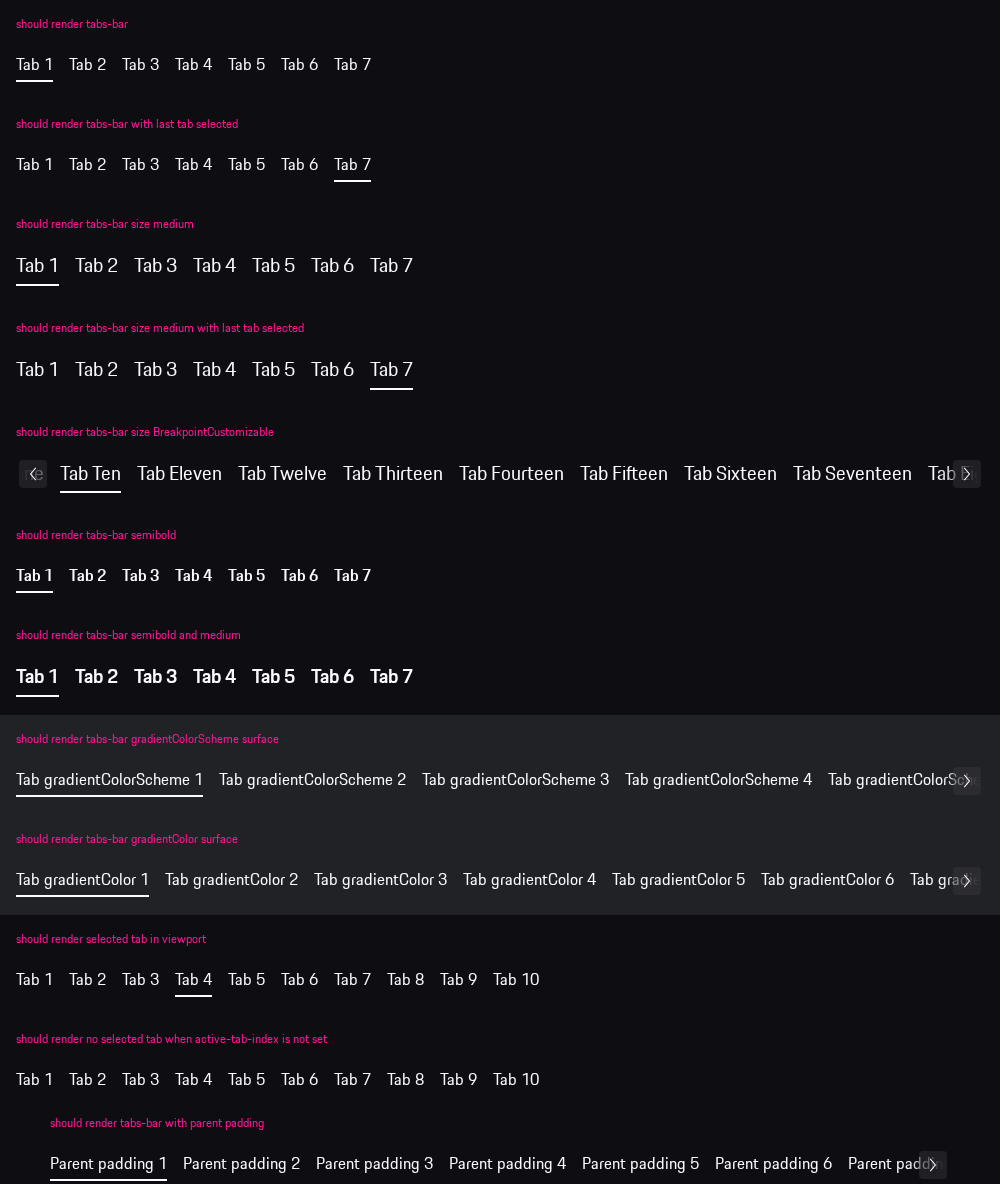 should render tabs-bar
Tab 1 Tab 2 Tab 3 Tab 4 Tab 5 Tab 6 Tab 7
should render tabs-bar with last tab selected
Tab 1 Tab 2 Tab 3 Tab 4 Tab 5 Tab 6 Tab 7
should render tabs-bar size medium
Tab 1 Tab 2 Tab 3 Tab 4 Tab 5 Tab 6 Tab 7
should render tabs-bar size medium with last tab selected
Tab 1 Tab 2 Tab 3 Tab 4 Tab 5 Tab 6 Tab 7
should render tabs-bar size BreakpointCustomizable
Tab Ten Tab Eleven Tab Twelve Tab Thirteen Tab Fourteen Tab Fifteen Tab Sixteen Tab Seventeen Tab
should render tabs-bar semibold
Tab 1 Tab 2 Tab 3 Tab 4 Tab 5 Tab 6 Tab 7
should render tabs-bar semibold and medium
Tab 1 Tab 2 Tab 3 Tab 4 Tab 5 Tab 6 Tab 7
should render tabs-bar gradientColorScheme surface
Tab gradientColorScheme 1 Tab gradientColorScheme 2 Tab gradientColorScheme 3 Tab gradientColorScheme 4 Tab gradientColorSche
should render tabs-bar gradientColor surface
Tab gradientColor 1 Tab gradientColor 2 Tab gradientColor 3 Tab gradientColor 4 Tab gradientColor 5 Tab gradientColor 6 Tab gradie
should render selected tab in viewport
Tab 1 Tab 2 Tab 3 Tab 4 Tab 5 Tab 6 Tab 7 Tab 8 Tab 9 Tab 10
should render no selected tab when active-tab-index is not set
Tab 1 Tab 2 Tab 3 Tab 4 Tab 5 Tab 6 Tab 7 Tab 8 Tab 9 Tab 10
should render tabs-bar with parent padding
Parent padding 1 Parent padding 2 Parent padding 3 Parent padding 4 Parent padding 5 Parent padding 6 Parent paddin